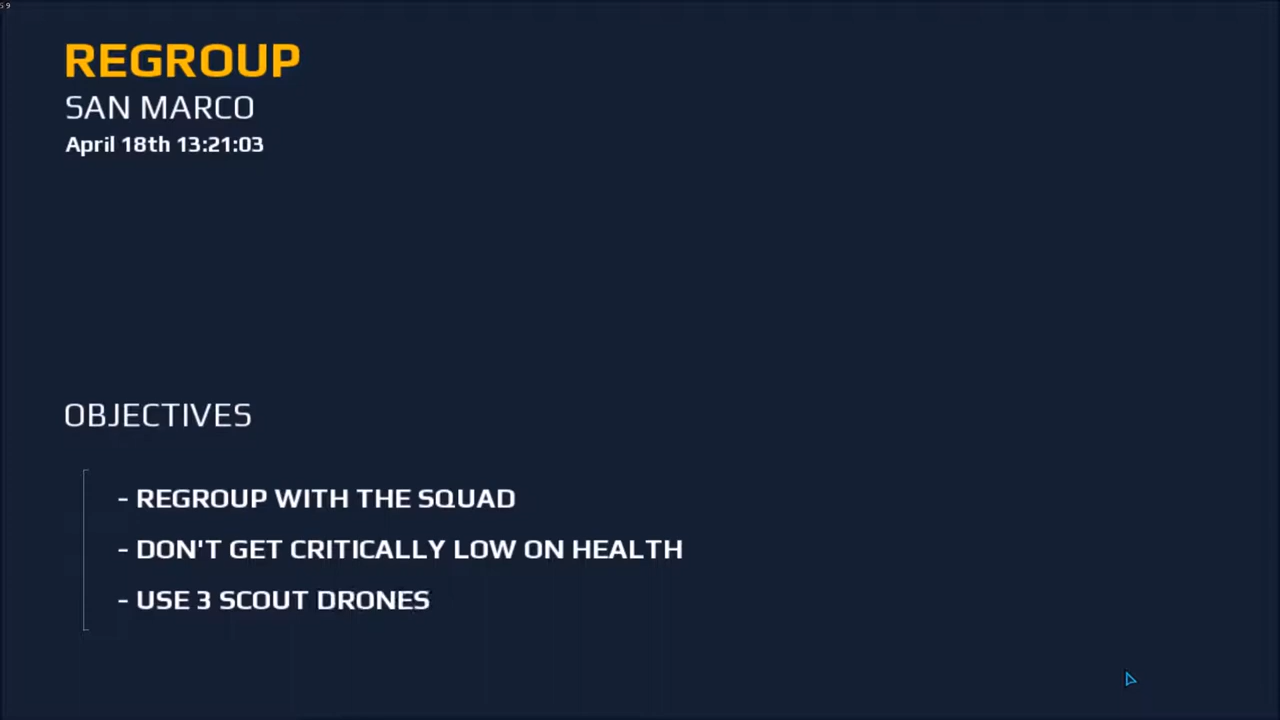 59
REGROUP
SAN MARCO
April 18th 13:21:03
OBJECTIVES
- REGROUP WITH THE SQUAD
- DON'T GET CRITICALLY LOW ON HEALTH
- USE 3 SCOUT DRONES